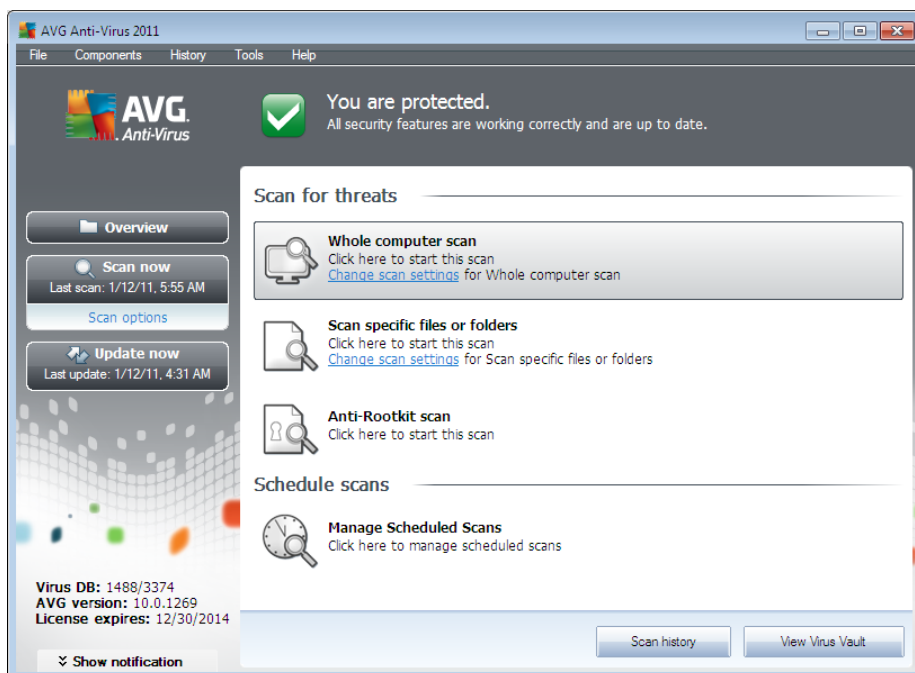 AVG Anti-Virus 2011
File Components History Tools Help
AVG.
Anti-Virus
You are protected.
All security features are working correctly and are up to date.
Overview
Scan now
Last scan: 1/12/11, 5:55 AM
Scan options
Update now
Last update: 1/12/11, 4:31 AM
Scan for threats
Whole computer scan
Click here to start this scan
Change scan settings for Whole computer scan
Scan specific files or folders
Click here to start this scan
Change scan settings for Scan specific files or folders
Anti-Rootkit scan
Click here to start this scan
Schedule scans
Manage Scheduled Scans
Click here to manage scheduled scans
Virus DB: 1488/3374
AVG version: 10.0.1269
License expires: 12/30/2014
Show notification
Scan history
View Virus Vault